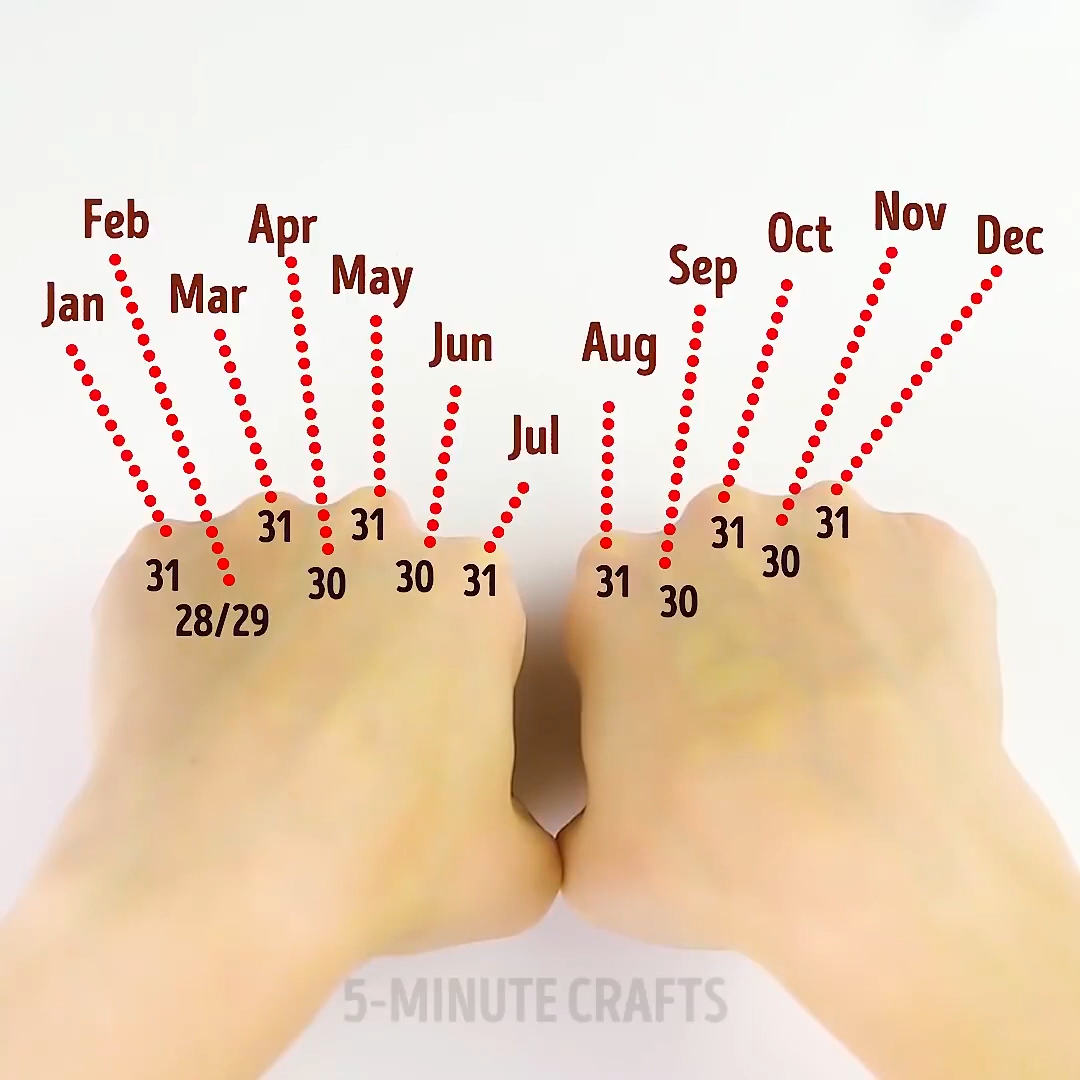 Jan
Feb
Mar
Apr
May
Jun
Jul
Aug
Sep
Oct
Nov
Dec
31
28/29
31
30
31
30
31
31
30
31
30
31
5-MINUTE CRAFTS